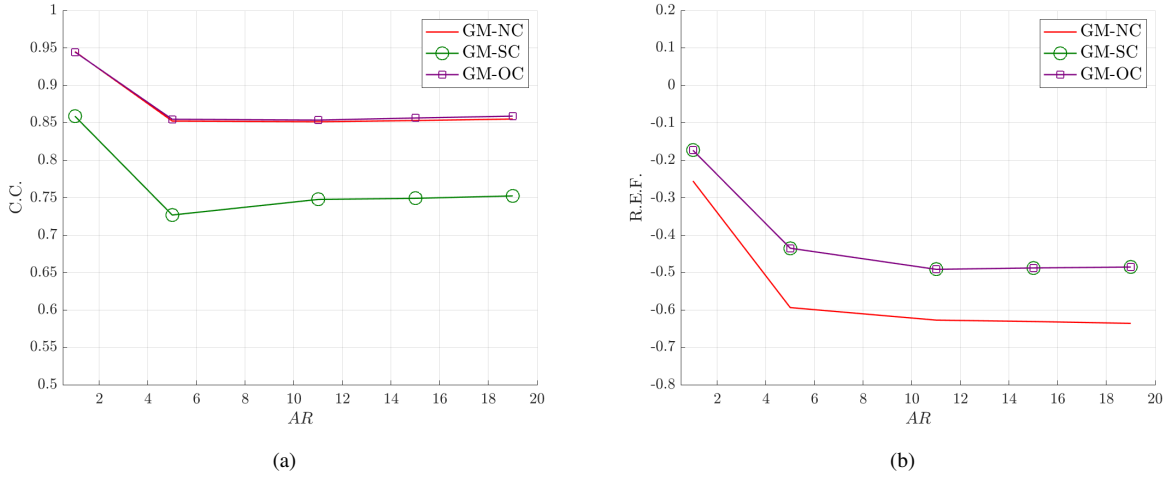 1
0.95
0.9
0.85
0.8
0.75
0.7
0.65
0.6
0.55
0.5
C.C.
2 4 6 8 10 12 14 16 18 20
AR
GM-NC
GM-SC
GM-OC
(a)
0.2
0.1
0
-0.1
-0.2
-0.3
-0.4
-0.5
-0.6
-0.7
-0.8
R.E.F.
2 4 6 8 10 12 14 16 18 20
AR
GM-NC
GM-SC
GM-OC
(b)